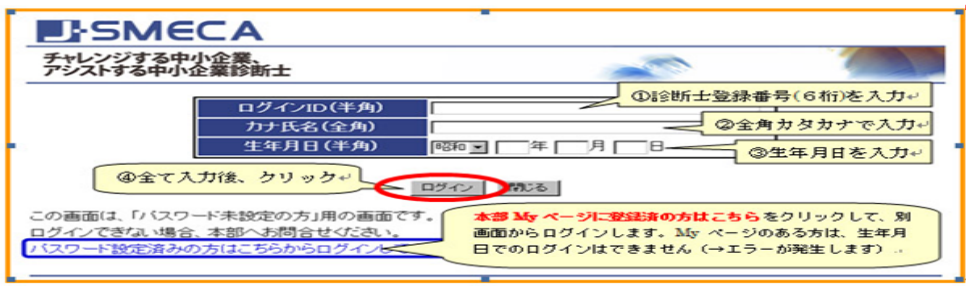 J-SMECA
チャレンジする中小企業、
アシストする中小企業診断士
ログインID(半角)
①診断士登録番号(6桁)を入力
カナ氏名(全角)
②全角カタカナで入力
生年月日(半角)
昭和 年 月 日
③生年月日を入力
④全て入力後、クリック
ログイン 閉じる
この画面は、「パスワード未設定の方」用の画面です。
ログインできない場合、本部へお問合せください。
パスワード設定済みの方はこちらからログイン
本部 My ページに登録済の方はこちらをクリックして、別
画面からログインします。My ページのある方は、生年月
日でのログインはできません(→エラーが発生します).